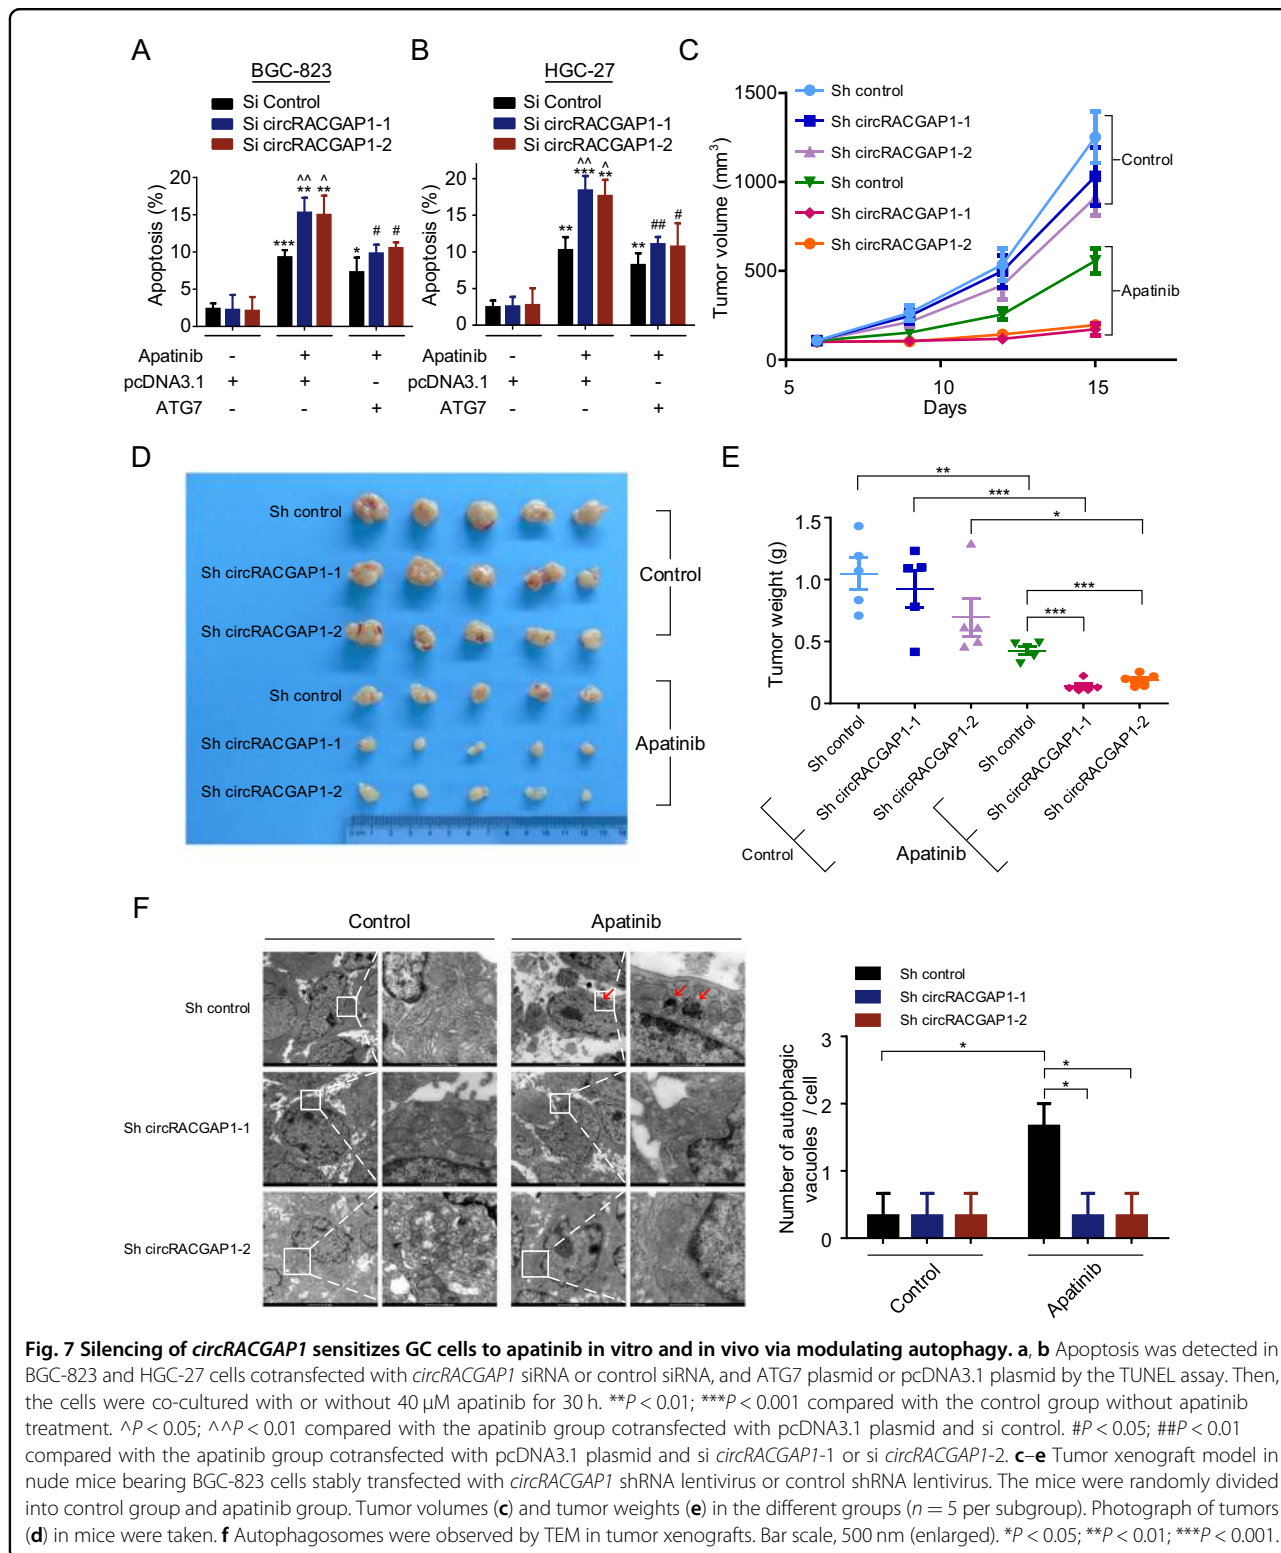 A
BGC-823
Si Control
Si circRACGAP1-1
Si circRACGAP1-2
Apoptosis (%)
20
15
10
5
0
*** ^^ ** ^ ** * # #
Apatinib - + +
pcDNA3.1 + + -
ATG7 - - +
B
HGC-27
Si Control
Si circRACGAP1-1
Si circRACGAP1-2
Apoptosis (%)
20
15
10
5
0
** ^^ *** ^ ** ** ## #
Apatinib - + +
pcDNA3.1 + + -
ATG7 - - +
C
Sh control
Sh circRACGAP1-1
Sh circRACGAP1-2
Sh control
Sh circRACGAP1-1
Sh circRACGAP1-2
Tumor volume (mm³)
1500
1000
500
0
5 10 15
Days
Control
Apatinib
D
Sh control
Sh circRACGAP1-1
Sh circRACGAP1-2
Control
Sh control
Sh circRACGAP1-1
Sh circRACGAP1-2
Apatinib
E
**
***
*
***
***
Tumor weight (g)
1.5
1.0
0.5
0
Sh control
Sh circRACGAP1-1
Sh circRACGAP1-2
Sh control
Sh circRACGAP1-1
Sh circRACGAP1-2
Control
Apatinib
F
Control Apatinib
Sh control
Sh circRACGAP1-1
Sh circRACGAP1-2
Sh control
Sh circRACGAP1-1
Sh circRACGAP1-2
Number of autophagic
vacuoles / cell
3
2
1
0
*
*
*
Control
Apatinib
Fig. 7 Silencing of circRACGAP1 sensitizes GC cells to apatinib in vitro and in vivo via modulating autophagy. a, b Apoptosis was detected in
BGC-823 and HGC-27 cells cotransfected with circRACGAP1 siRNA or control siRNA, and ATG7 plasmid or pcDNA3.1 plasmid by the TUNEL assay. Then,
the cells were co-cultured with or without 40 µM apatinib for 30 h. **P < 0.01; ***P < 0.001 compared with the control group without apatinib
treatment. ^P < 0.05; ^^P < 0.01 compared with the apatinib group cotransfected with pcDNA3.1 plasmid and si control. #P < 0.05; ##P < 0.01
compared with the apatinib group cotransfected with pcDNA3.1 plasmid and si circRACGAP1-1 or si circRACGAP1-2. c–e Tumor xenograft model in
nude mice bearing BGC-823 cells stably transfected with circRACGAP1 shRNA lentivirus or control shRNA lentivirus. The mice were randomly divided
into control group and apatinib group. Tumor volumes (c) and tumor weights (e) in the different groups (n = 5 per subgroup). Photograph of tumors
(d) in mice were taken. f Autophagosomes were observed by TEM in tumor xenografts. Bar scale, 500 nm (enlarged). *P < 0.05; **P < 0.01; ***P < 0.001.